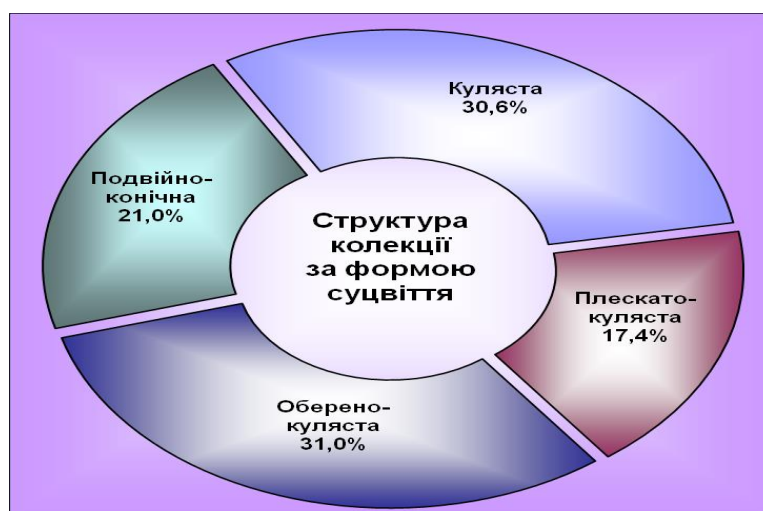 Куляста
30,6%
Подвійно-
конічна
21,0%
Структура
колекції
за формою
суцвіття
Плескато-
куляста
17,4%
Оберено-
куляста
31,0%